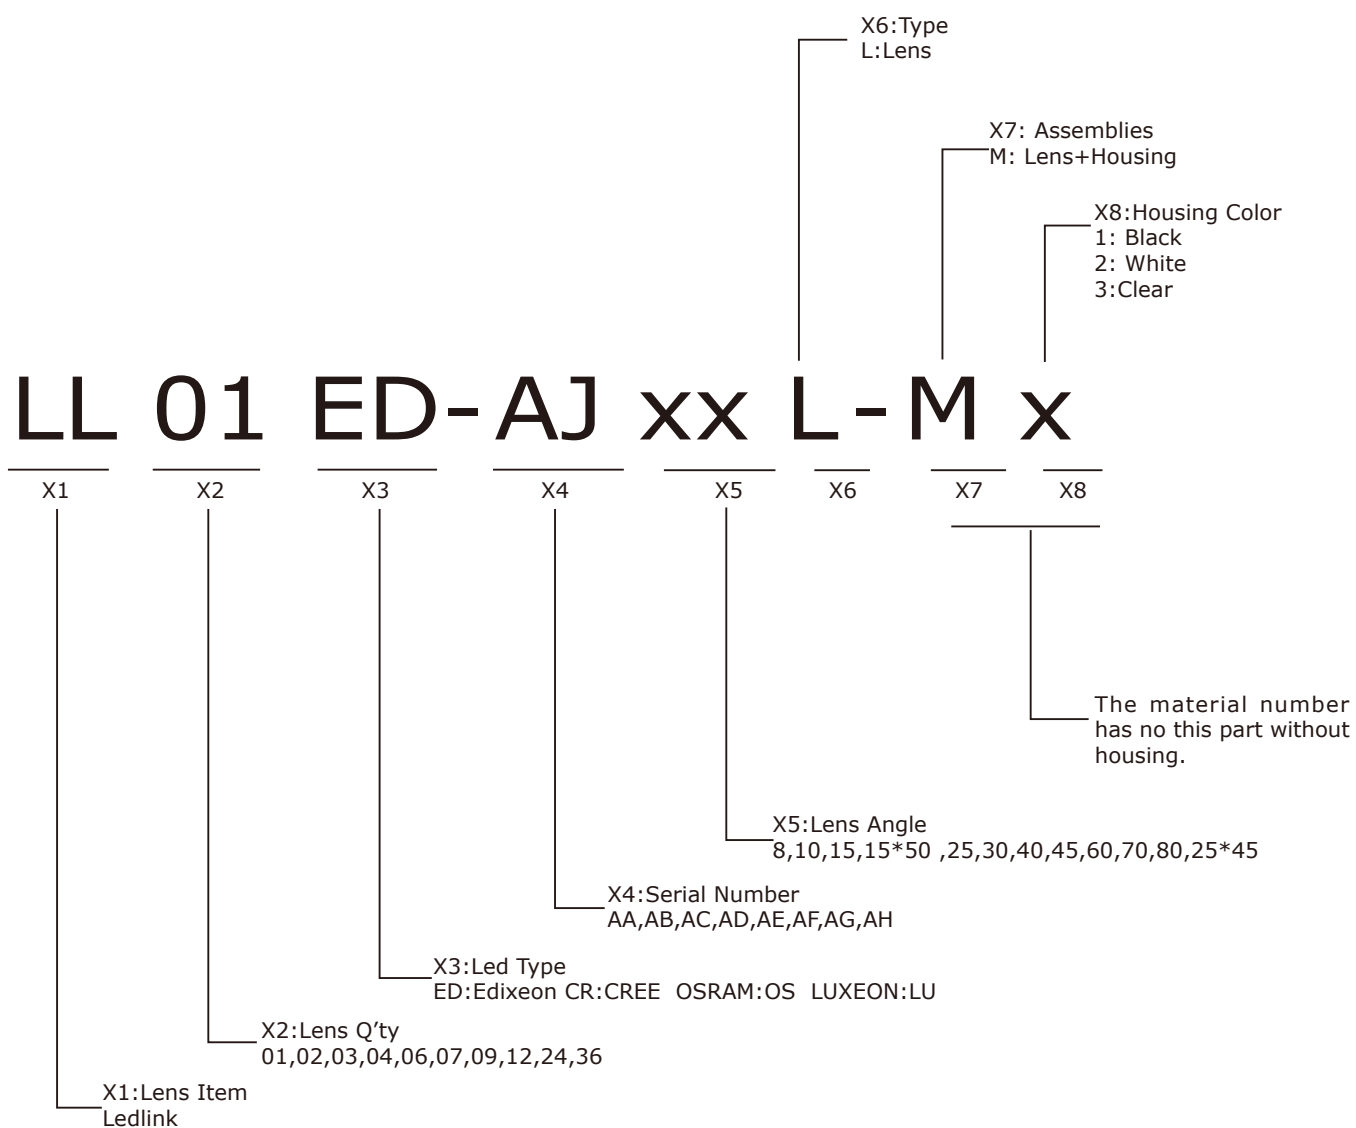 X6:Type
L:Lens
X7: Assemblies
M: Lens+Housing
X8:Housing Color
1: Black
2: White
3:Clear
LL 01 ED-AJ xx L-M x
X1 X2 X3 X4 X5 X6 X7 X8
The material number
has no this part without
housing.
X5:Lens Angle
8,10,15,15*50 ,25,30,40,45,60,70,80,25*45
X4:Serial Number
AA,AB,AC,AD,AE,AF,AG,AH
X3:Led Type
ED:Edixeon CR:CREE OSRAM:OS LUXEON:LU
X2:Lens Q’ty
01,02,03,04,06,07,09,12,24,36
X1:Lens Item
Ledlink